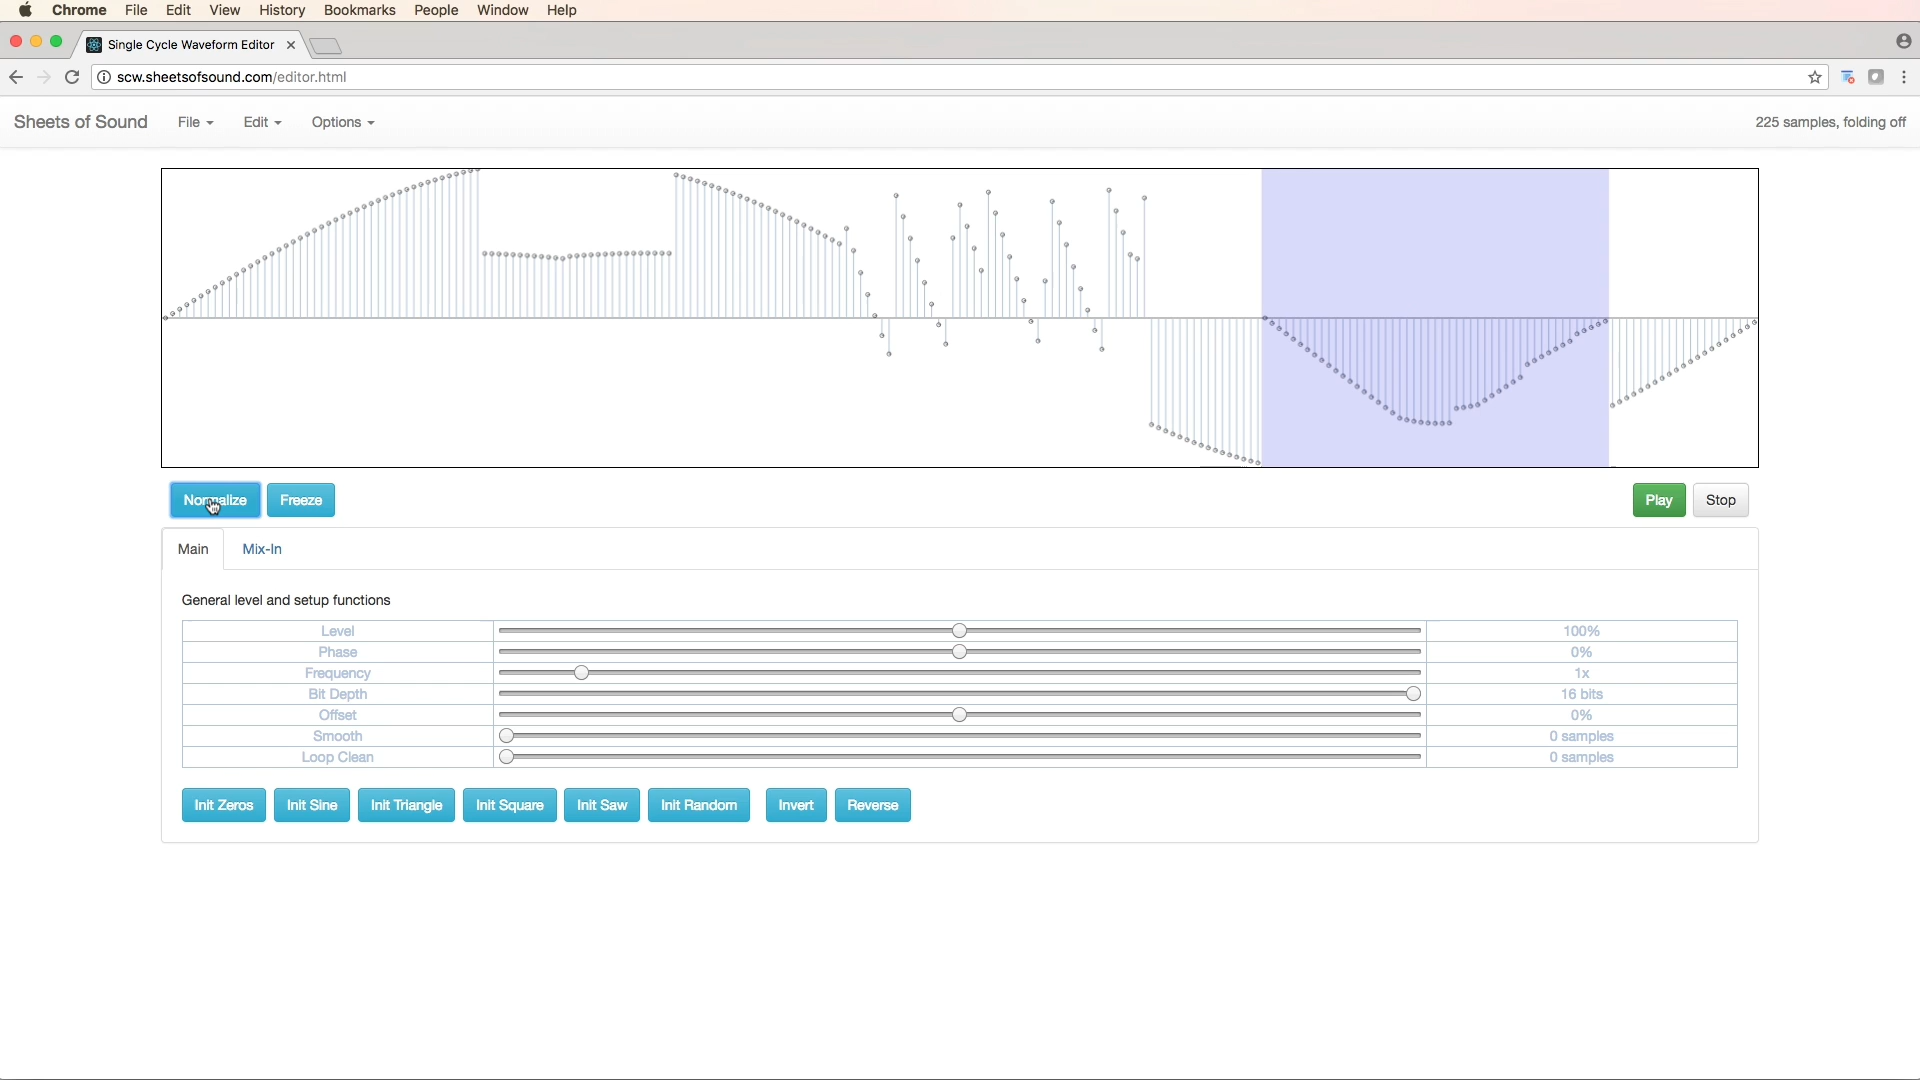 Chrome File Edit View History Bookmarks People Window Help
Single Cycle Waveform Editor
scw.sheetsofsound.com/editor.html
Sheets of Sound File Edit Options 225 samples, folding off
Normalize Freeze Play Stop
Main Mix-In
General level and setup functions
Level 100%
Phase 0%
Frequency 1x
Bit Depth 16 bits
Offset 0%
Smooth 0 samples
Loop Clean 0 samples
Init Zeros Init Sine Init Triangle Init Square Init Saw Init Random Invert Reverse